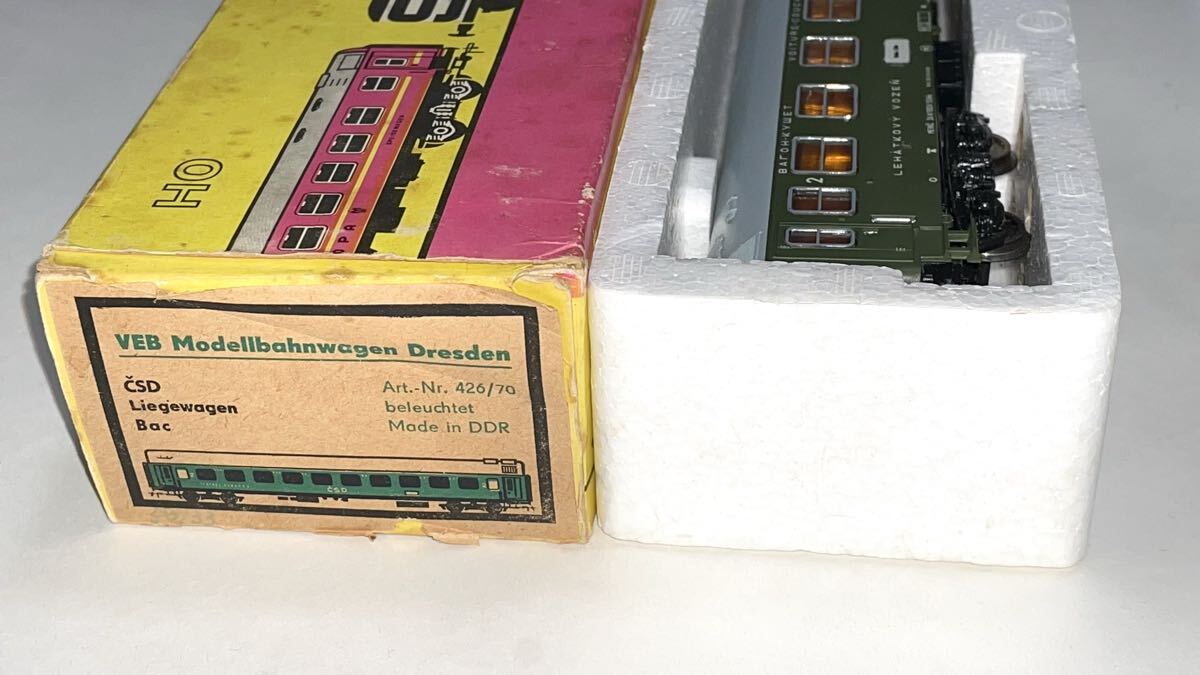 HO
VEB Modellbahnwagen Dresden
ČSD
Liegewagen
Bac
Art.-Nr. 426/70
beleuchtet
Made in DDR
ČSD
ВАГОН-КУШЕТ
LEHÁTKOVÝ VOZEŇ
2